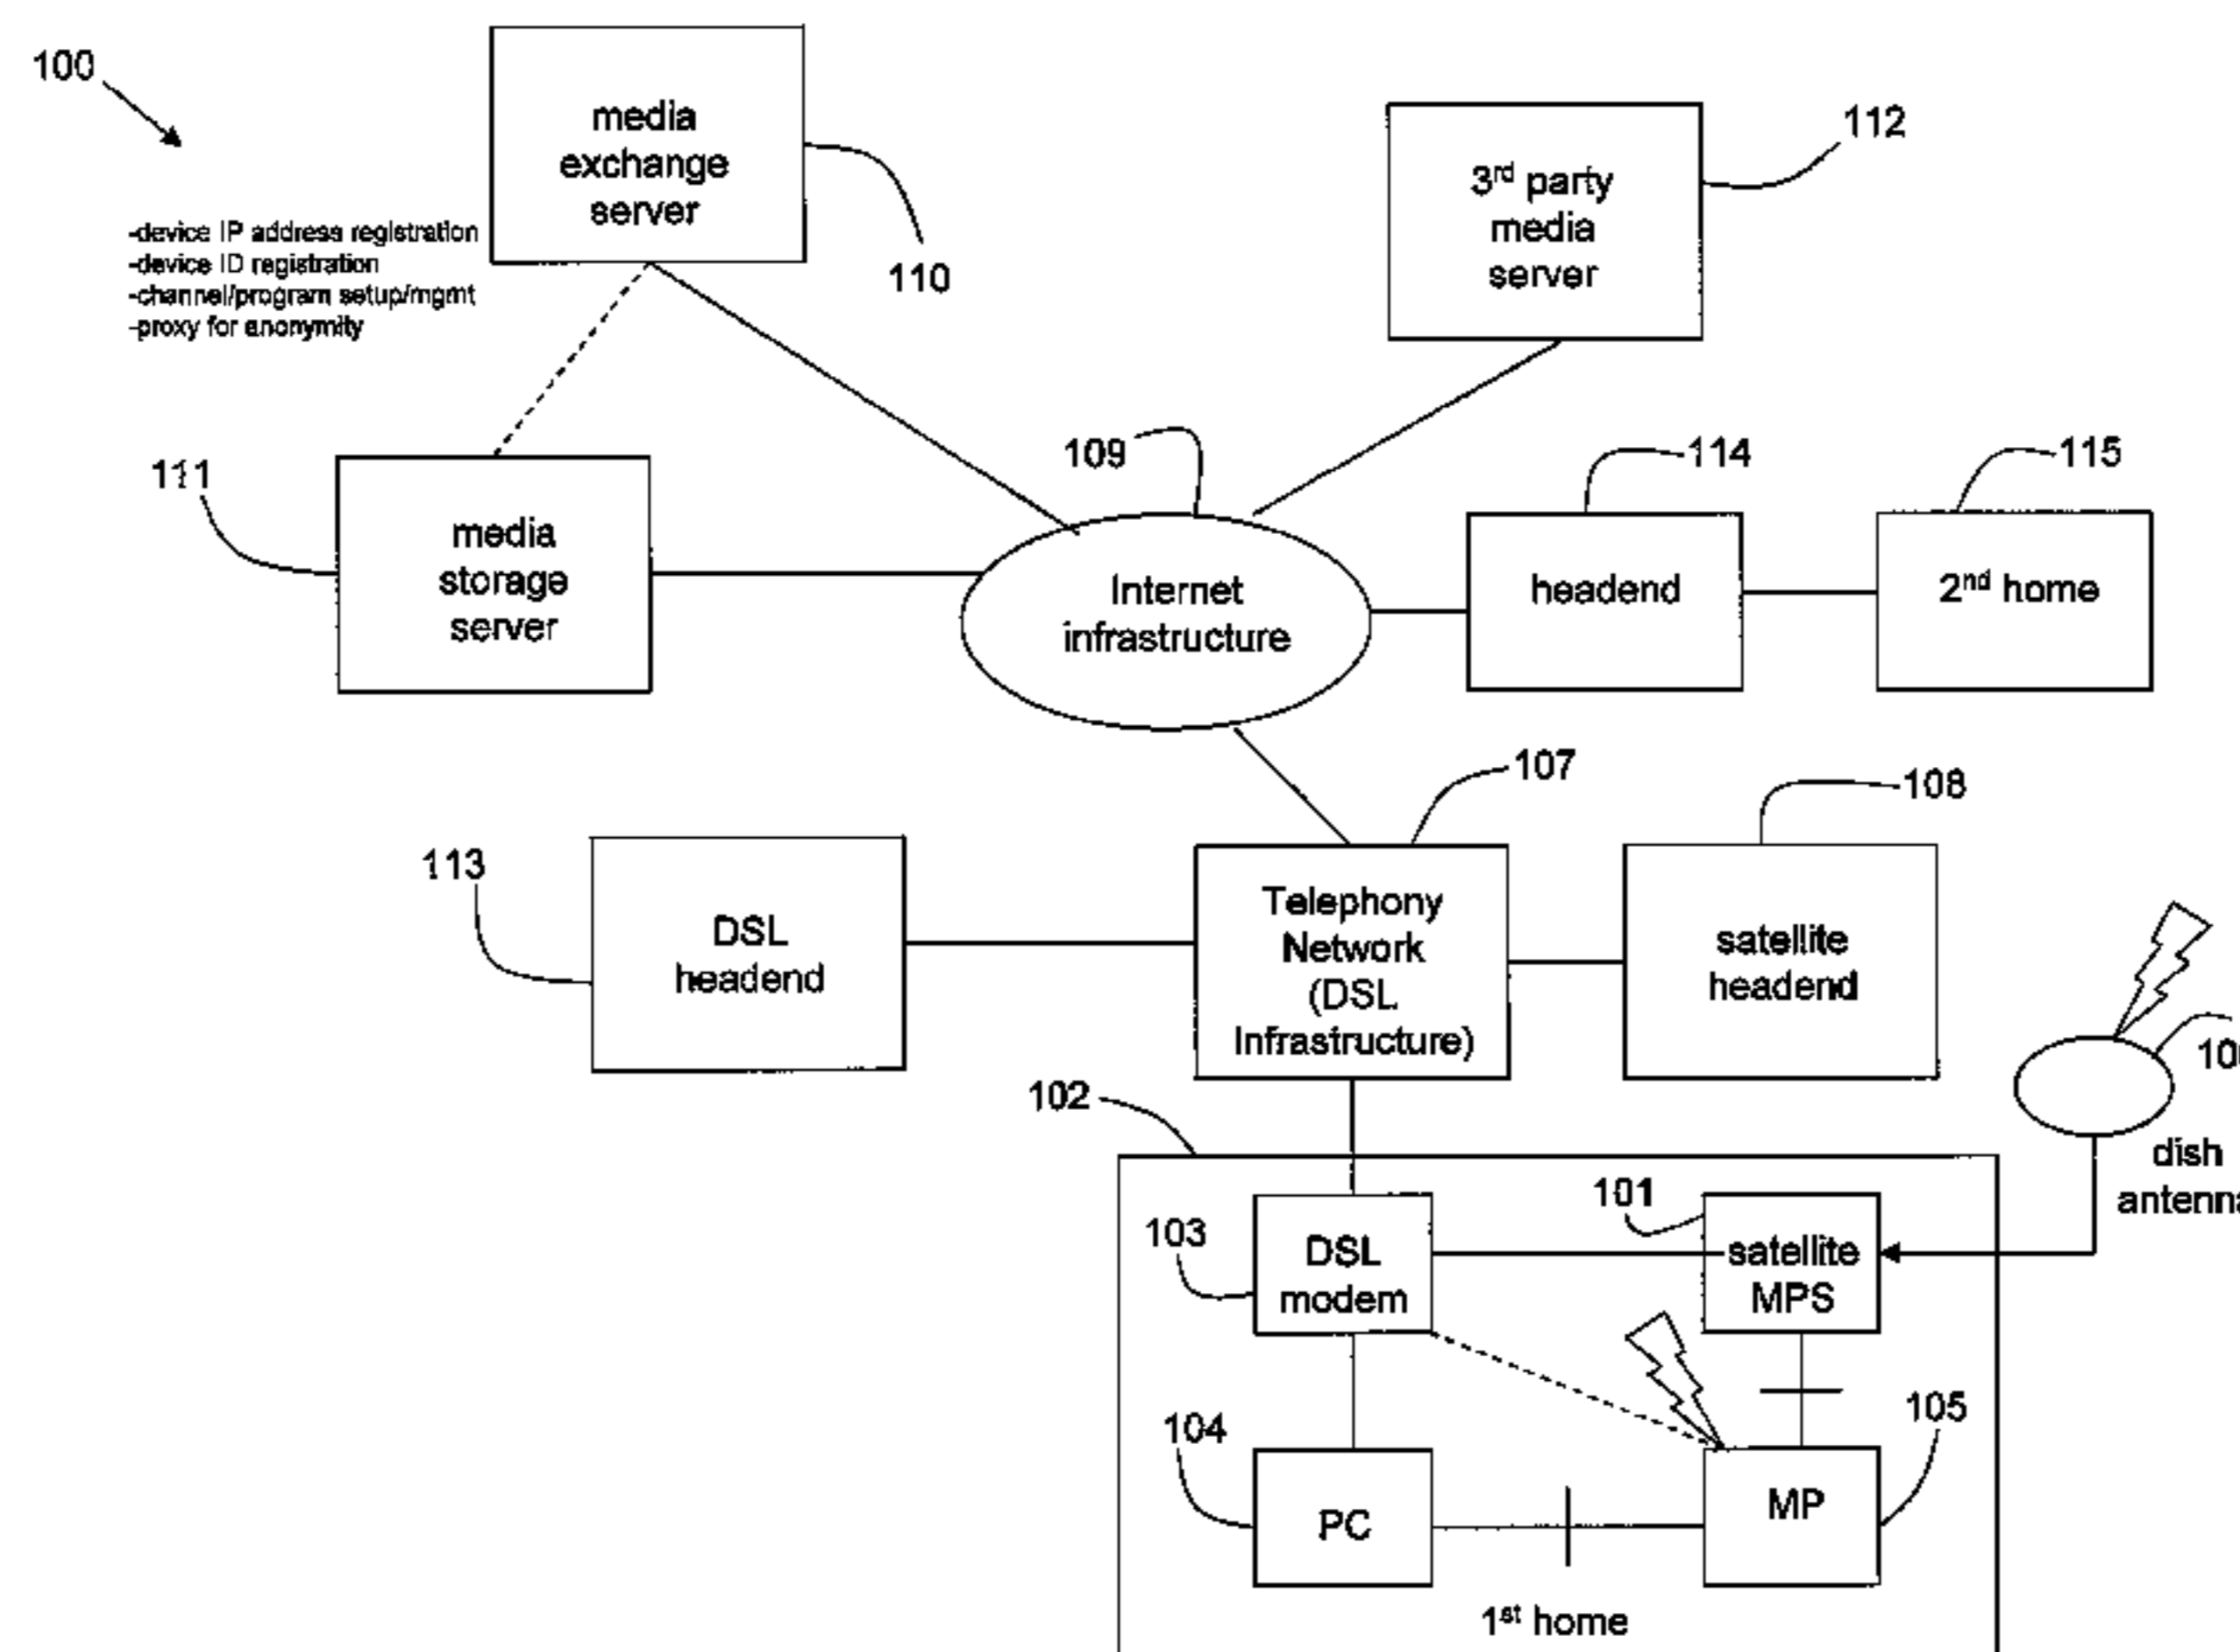 100
media
exchange
server
110
-device IP address registration
-device ID registration
-channel/program setup/mgmt
-proxy for anonymity
3rd party
media
server
112
111
media
storage
server
109
Internet
infrastructure
114
headend
115
2nd home
113
DSL
headend
107
Telephony
Network
(DSL
Infrastructure)
108
satellite
headend
dish
102
103
DSL
modem
101
satellite
MPS
104
PC
105
MP
1st home